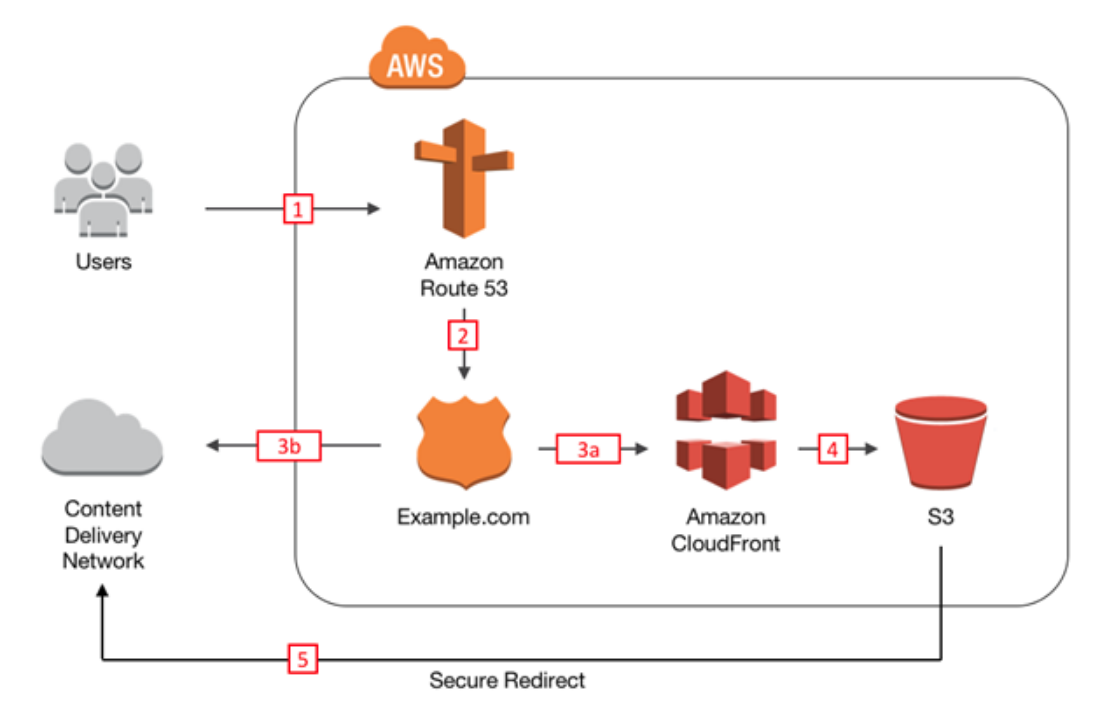 AWS
1
Users
Amazon
Route 53
2
3b
3a
4
Content
Delivery
Network
Example.com
Amazon
CloudFront
S3
5
Secure Redirect